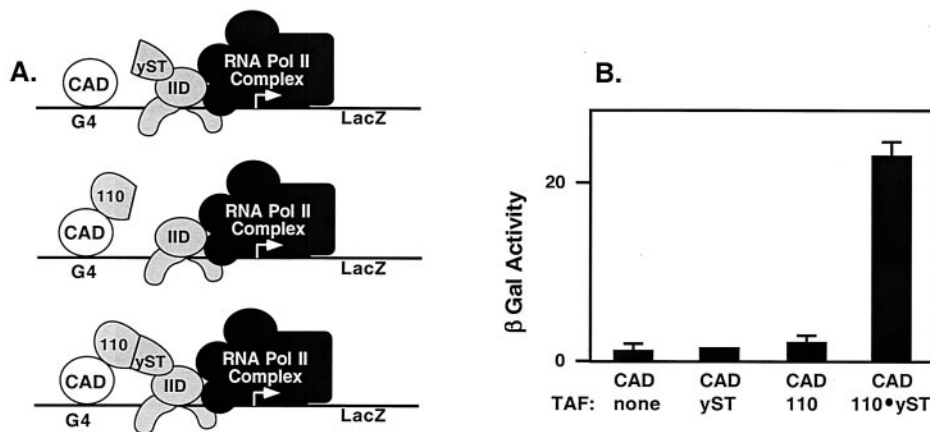 A.
yST
RNA Pol II
Complex
CAD
IID
G4
LacZ
110
RNA Pol II
Complex
CAD
IID
G4
LacZ
110
yST
RNA Pol II
Complex
CAD
IID
G4
LacZ
B.
β Gal Activity
20
0
CAD CAD CAD CAD
TAF: none yST 110 110•yST